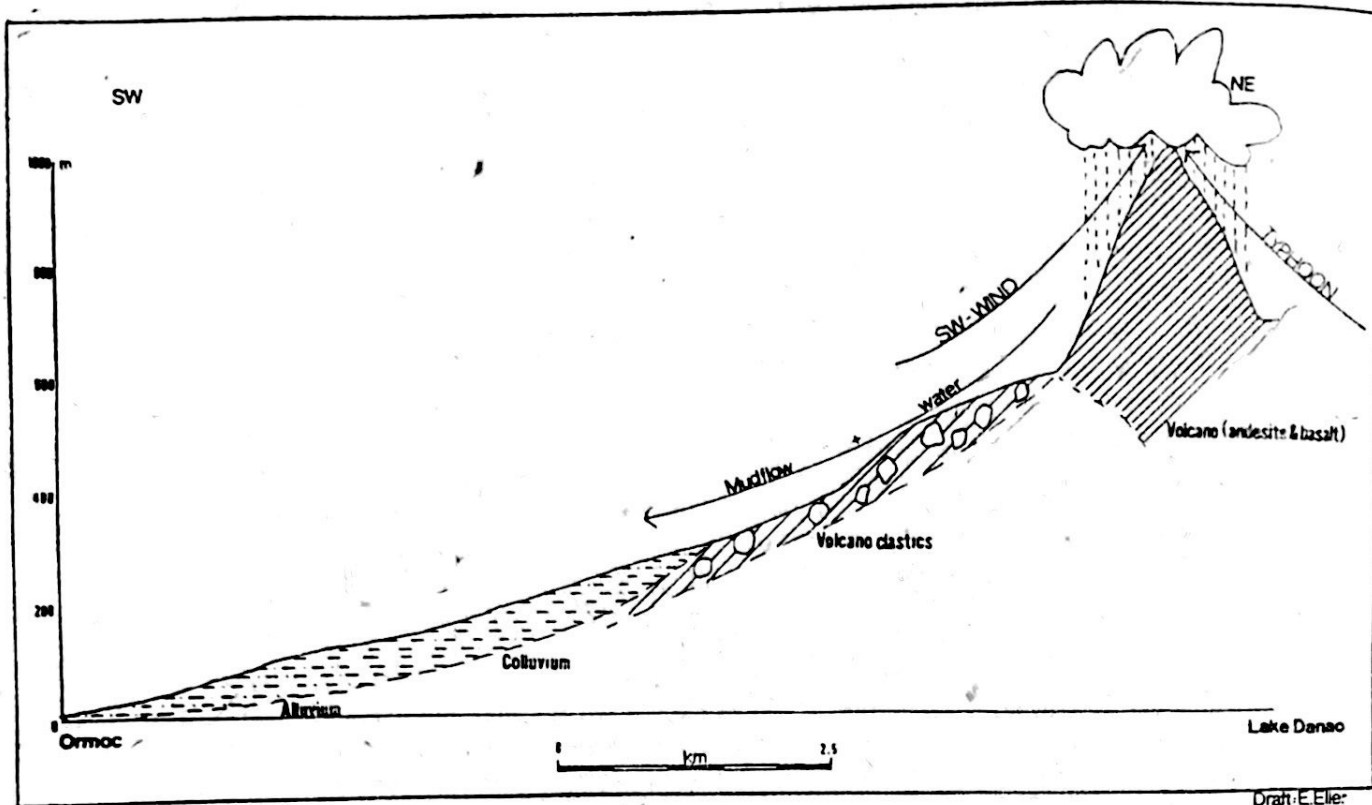 SW
NE
1000 m
800
600
400
200
0
SW-WIND
TYPHOON
water
Mudflow
Volcano (andesite & basalt)
Volcano clastics
Colluvium
Alluvium
Ormoc
Lake Danao
0
km
2.5
Draft: E.Elier